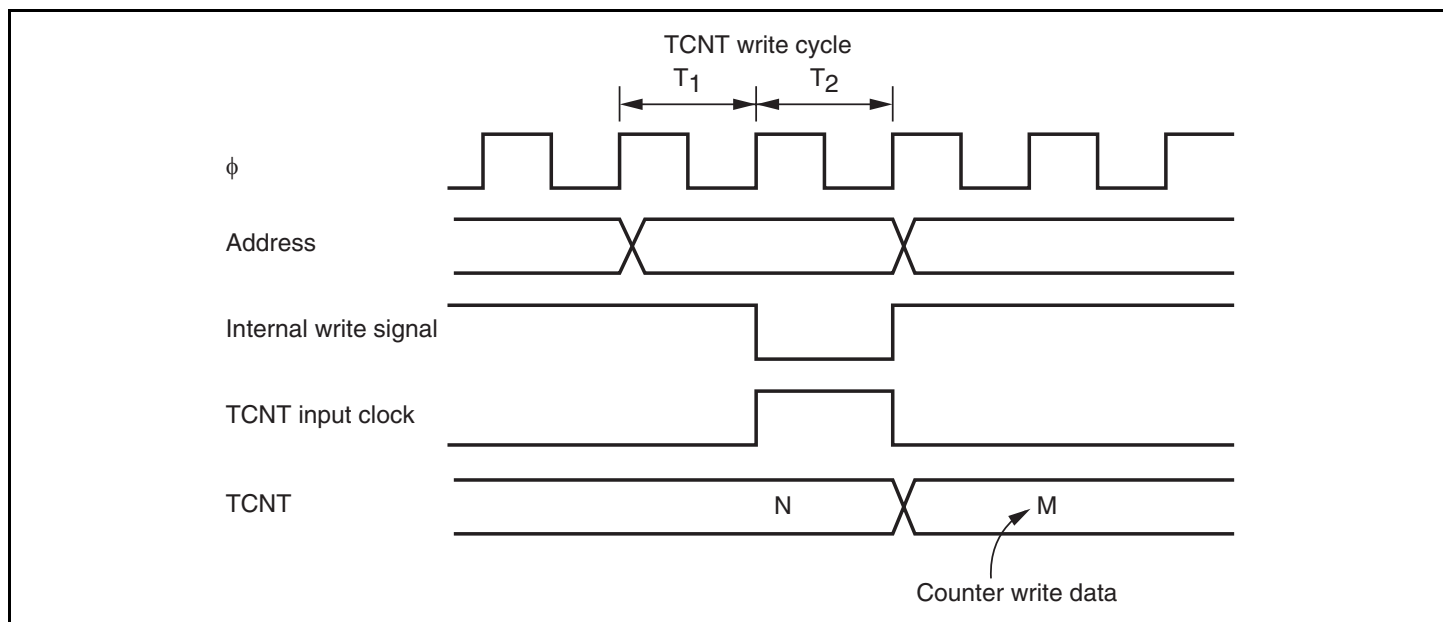 TCNT write cycle
T1 T2
ϕ
Address
Internal write signal
TCNT input clock
TCNT N M
Counter write data